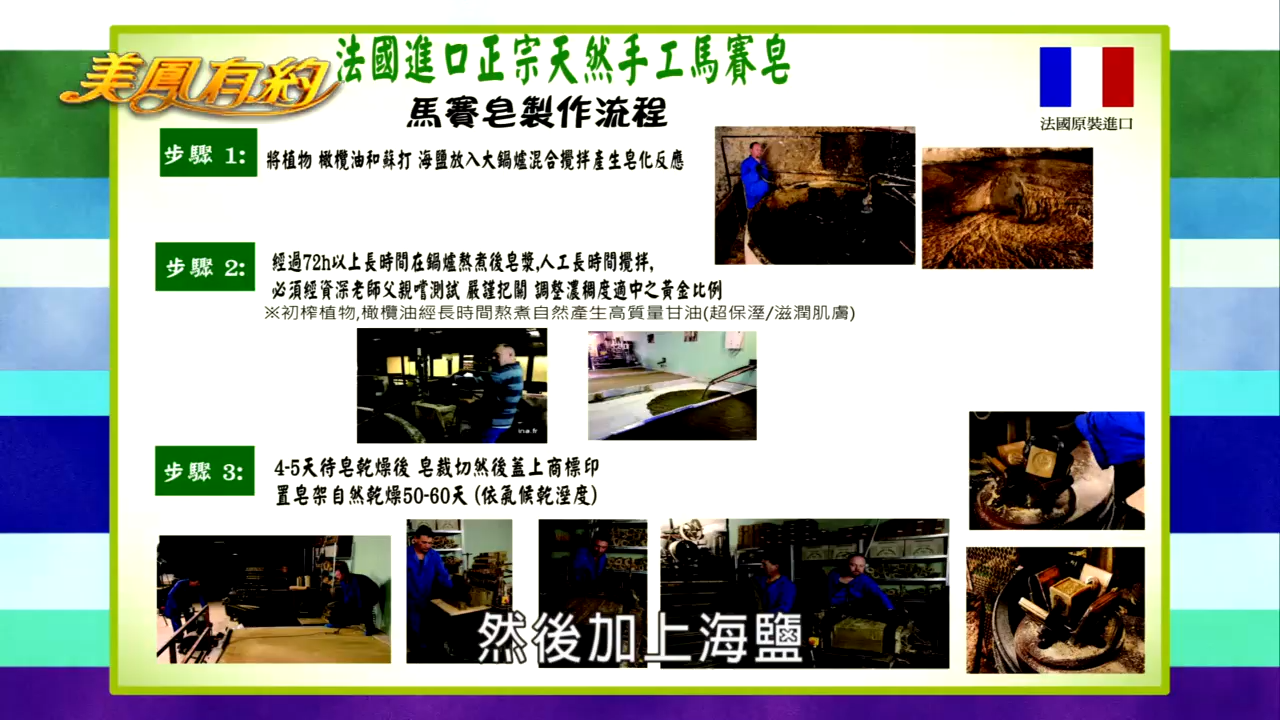 美鳳有約
法國進口正宗天然手工馬賽皂
馬賽皂製作流程
法國原裝進口
步驟 1:
將植物 橄欖油和蘇打 海鹽放入大鍋爐混合攪拌產生皂化反應
步驟 2:
經過72h以上長時間在鍋爐熬煮後皂漿,人工長時間攪拌,
必須經資深老師父親嚐測試 嚴謹把關 調整濃稠度適中之黃金比例
※初榨植物,橄欖油經長時間熬煮自然產生高質量甘油(超保溼/滋潤肌膚)
ina.fr
步驟 3:
4-5天待皂乾燥後 皂裁切然後蓋上商標印
置皂架自然乾燥50-60天 (依氣候乾溼度)
然後加上海鹽